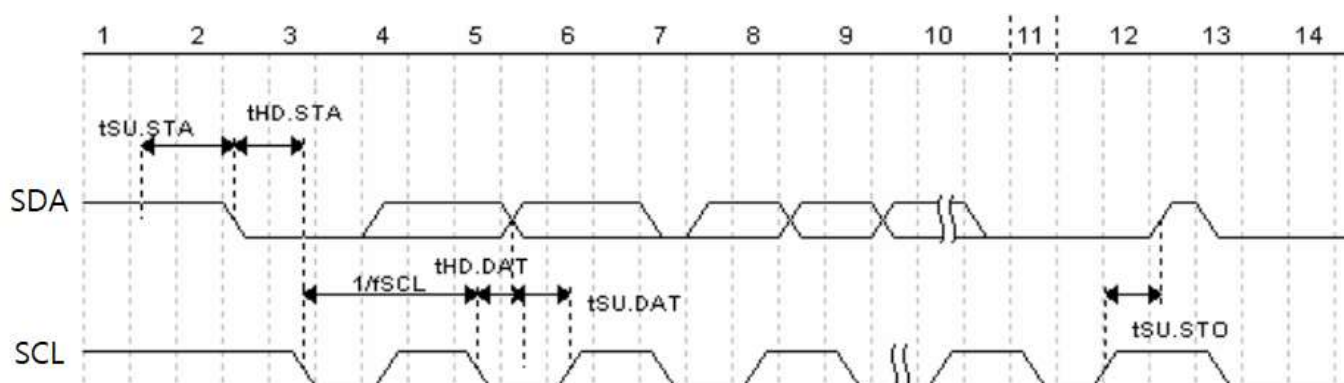 1 2 3 4 5 6 7 8 9 10 11 12 13 14
tHD.STA
tSU.STA
SDA
tHD.DAT
1/fSCL
tSU.DAT
tSU.STO
SCL